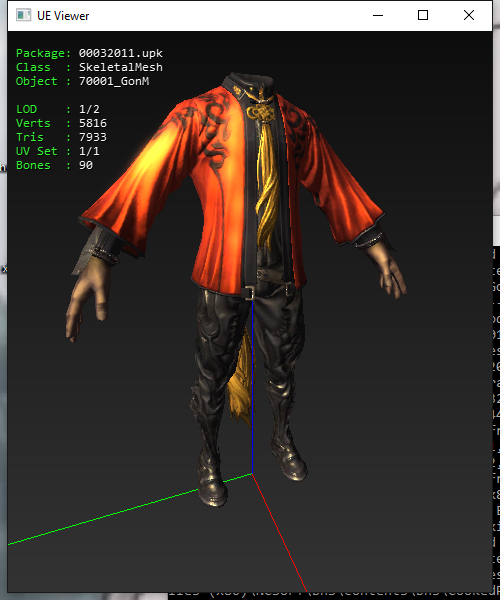 UE Viewer
Package: 00032011.upk
Class : SkeletalMesh
Object : 70001_GonM
LOD : 1/2
Verts : 5816
Tris : 7933
UV Set : 1/1
Bones : 90